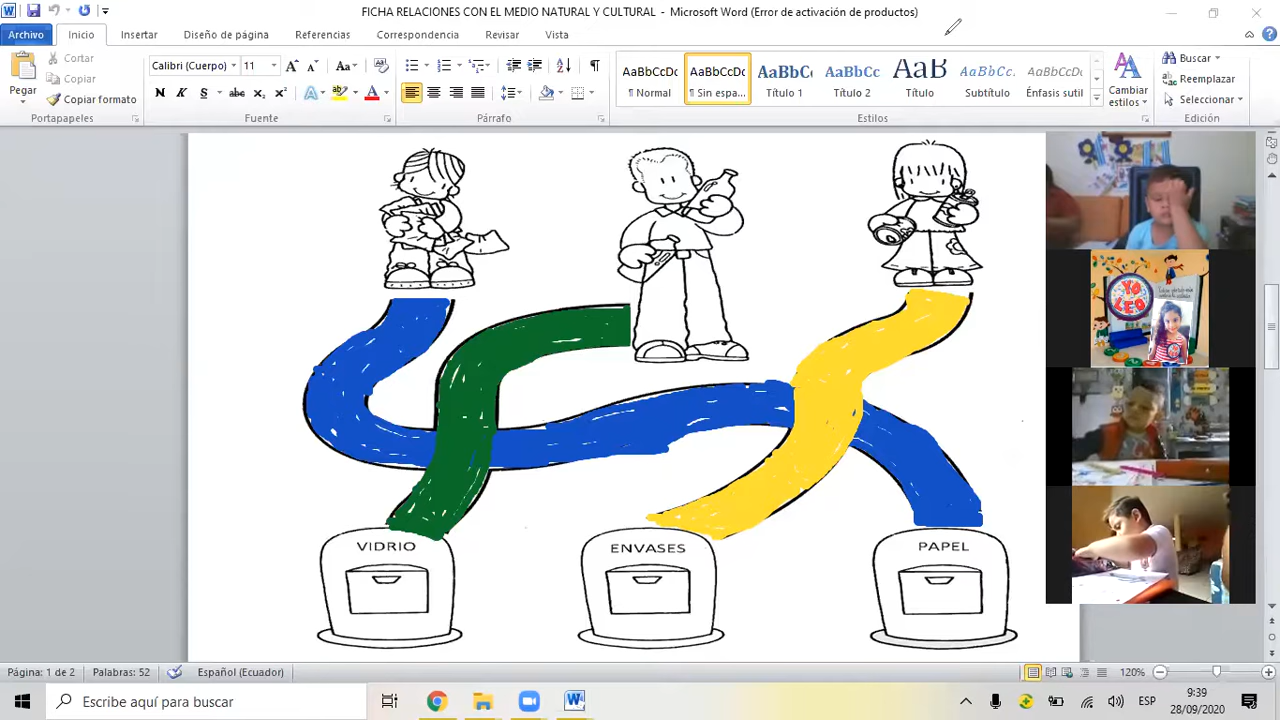 FICHA RELACIONES CON EL MEDIO NATURAL Y CULTURAL - Microsoft Word (Error de activación de productos)
Archivo Inicio Insertar Diseño de página Referencias Correspondencia Revisar Vista
Pegar
Cortar
Copiar
Copiar formato
Portapapeles
Calibri (Cuerpo) 11
Fuente
Párrafo
AaBbCcDc AaBbCcDc AaBbCc AaBbCc AaB AaBbCc. AaBbCcDc
¶ Normal ¶ Sin espa... Título 1 Título 2 Título Subtítulo Énfasis sutil
Estilos
Cambiar estilos
Buscar
Reemplazar
Seleccionar
Edición
YO LEO
VIDRIO
ENVASES
PAPEL
Página: 1 de 2 Palabras: 52 Español (Ecuador) 120%
Escribe aquí para buscar
ESP
9:39
28/09/2020